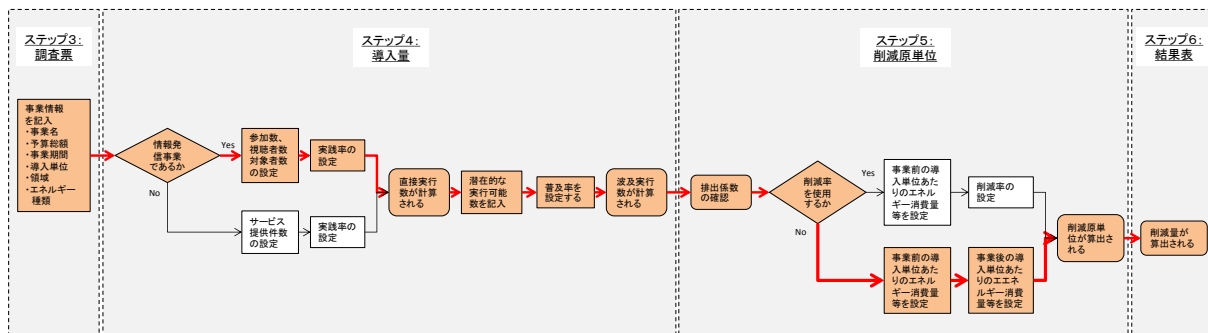 ステップ3:
調査票
事業情報
を記入
・事業名
・予算総額
・事業期間
・導入単位
・領域
・エネルギー
種類
ステップ4:
導入量
情報発
信事業
であるか
Yes
No
参加数、
視聴者数
対象者数
の設定
実践率の
設定
サービス
提供件数
の設定
実践率の
設定
直接実行
数が計算
される
潜在的な
実行可能
数を記入
普及率を
設定する
波及実行
数が計算
される
ステップ5:
削減原単位
排出係数
の確認
削減率
を使用
するか
Yes
No
事業前の導
入単位あた
りのエネル
ギー消費量
等を設定
削減率の
設定
事業前の導
入単位あた
りのエネル
ギー消費量
等を設定
事業後の導
入単位あた
りのエエネ
ルギー消費
量等を設定
削減原単
位が算出さ
れる
ステップ6:
結果表
削減量が
算出される